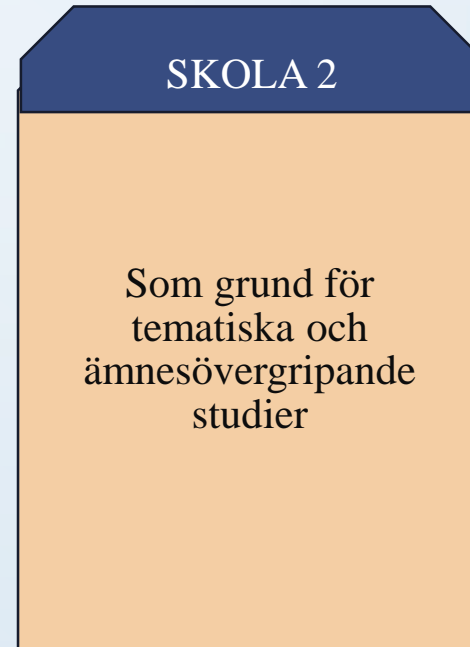 SKOLA 2
Som grund för
tematiska och
ämnesövergripande
studier